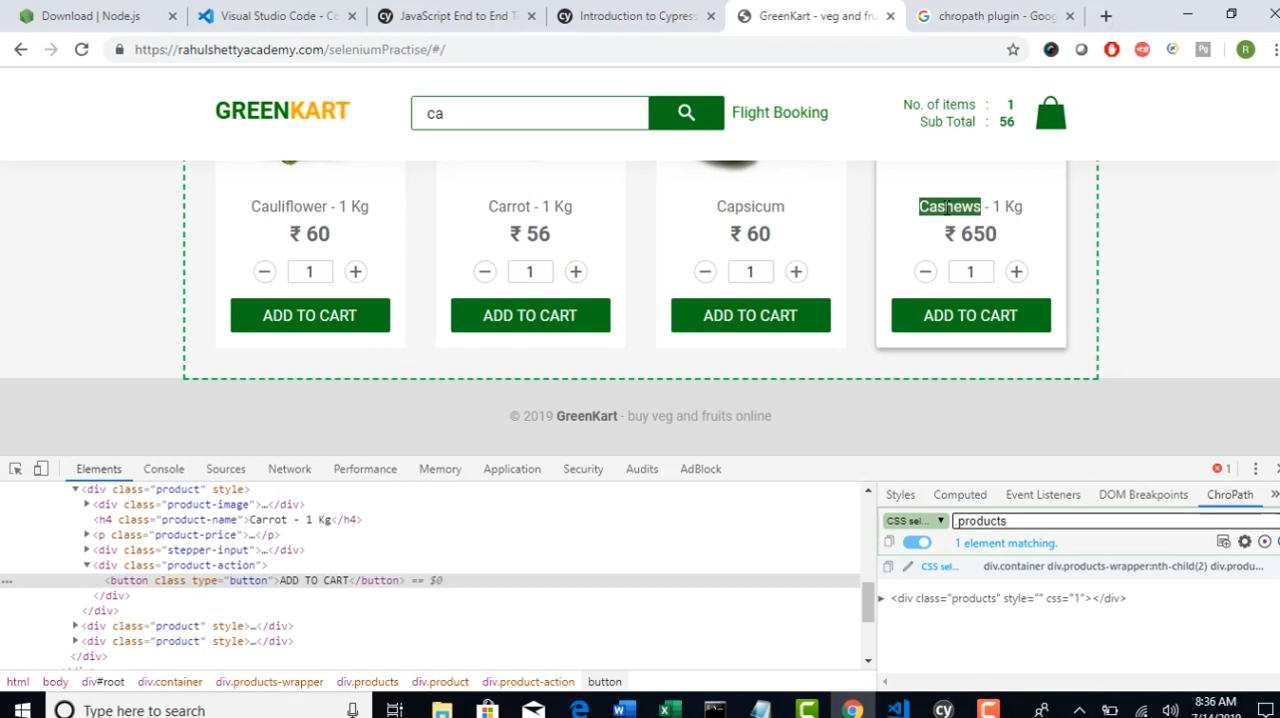 Download | Node.js
Visual Studio Code - Co
JavaScript End to End T
Introduction to Cypress
GreenKart - veg and fru
chropath plugin - Goog
https://rahulshettyacademy.com/seleniumPractise/#/
R
GREENKART
ca
Flight Booking
No. of items : 1
Sub Total : 56
Cauliflower - 1 Kg
₹ 60
1
ADD TO CART
Carrot - 1 Kg
₹ 56
1
ADD TO CART
Capsicum
₹ 60
1
ADD TO CART
Cashews - 1 Kg
₹ 650
1
ADD TO CART
© 2019 GreenKart - buy veg and fruits online
Elements Console Sources Network Performance Memory Application Security Audits AdBlock 1
▼<div class="product" style>
▶<div class="product-image">…</div>
<h4 class="product-name">Carrot - 1 Kg</h4>
▶<p class="product-price">…</p>
▶<div class="stepper-input">…</div>
▼<div class="product-action">
<button class type="button">ADD TO CART</button> == $0
</div>
</div>
▶<div class="product" style>…</div>
▶<div class="product" style>…</div>
</div>
html body div#root div.container div.products-wrapper div.products div.product div.product-action button
Styles Computed Event Listeners DOM Breakpoints ChroPath »
CSS sel... ▼ .products
1 element matching.
CSS sel... div.container div.products-wrapper:nth-child(2) div.produ...
▶ <div class="products" style="" css="1"></div>
Type here to search
8:36 AM